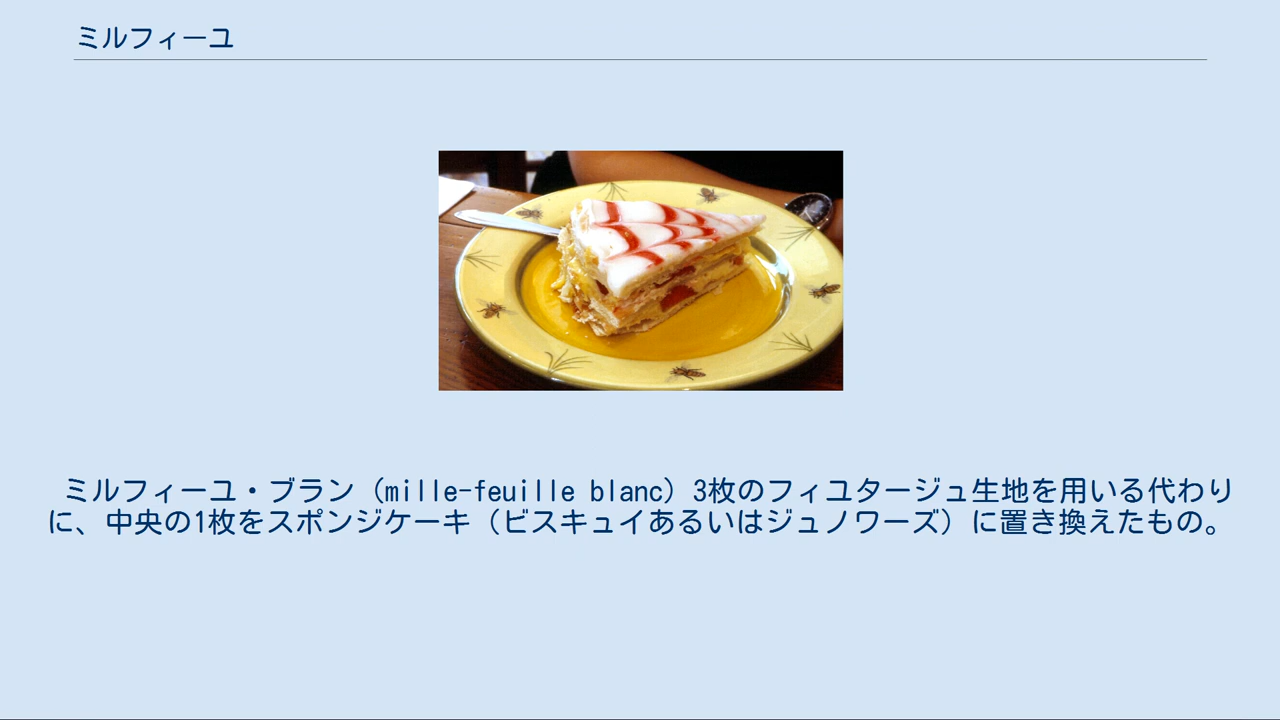 ミルフィーユ
ミルフィーユ・ブラン（mille-feuille blanc）3枚のフィユタージュ生地を用いる代わり
に、中央の1枚をスポンジケーキ（ビスキュイあるいはジュノワーズ）に置き換えたもの。